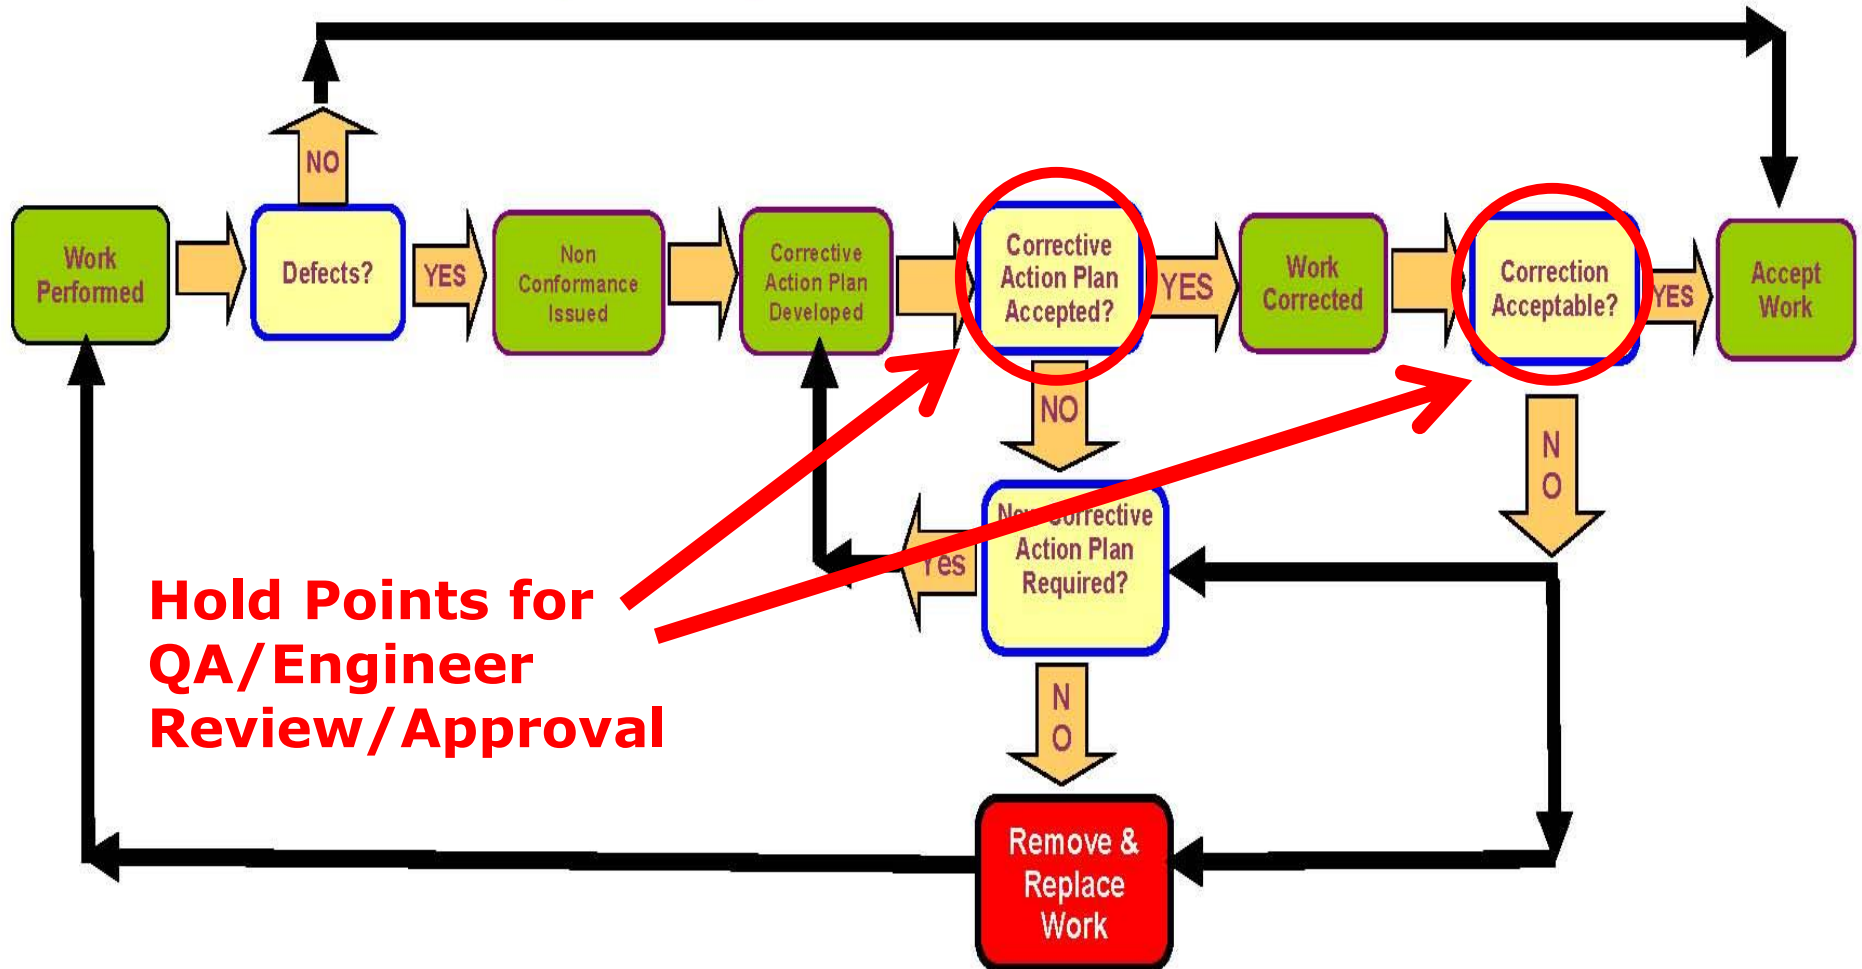 NO
Work
Performed
Defects?
YES
Non
Conformance
Issued
Corrective
Action Plan
Developed
Corrective
Action Plan
Accepted?
YES
Work
Corrected
Correction
Acceptable?
YES
Accept
Work
NO
N
O
New Corrective
Action Plan
Required?
Yes
Hold Points for
QA/Engineer
Review/Approval
N
O
Remove &
Replace
Work